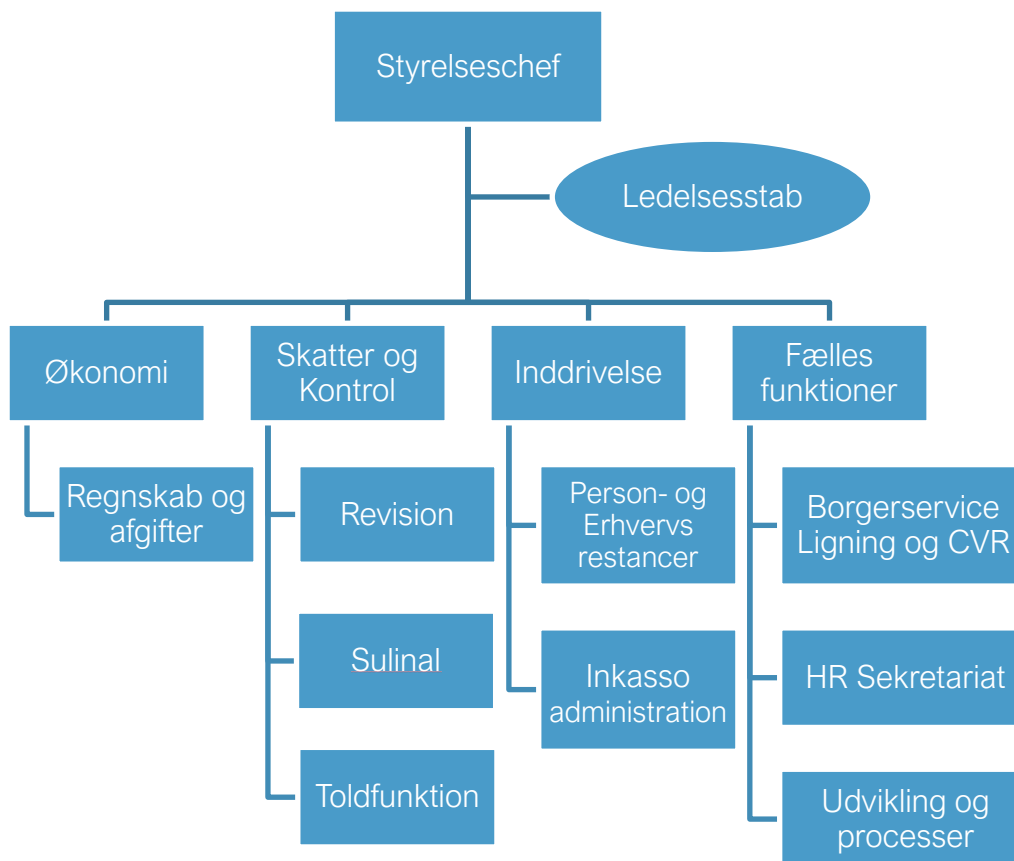 Styrelseschef
Ledelsesstab
Økonomi
Regnskab og
afgifter
Skatter og
Kontrol
Revision
Sulinal
Toldfunktion
Inddrivelse
Person- og
Erhvervs
restancer
Inkasso
administration
Fælles
funktioner
Borgerservice
Ligning og CVR
HR Sekretariat
Udvikling og
processer